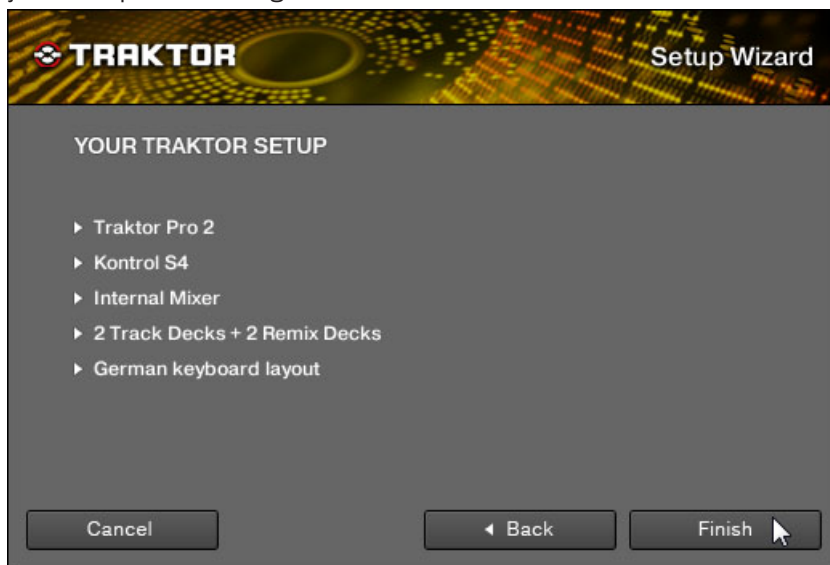 TRAKTOR
Setup Wizard
YOUR TRAKTOR SETUP
Traktor Pro 2
Kontrol S4
Internal Mixer
2 Track Decks + 2 Remix Decks
German keyboard layout
Cancel
Back
Finish